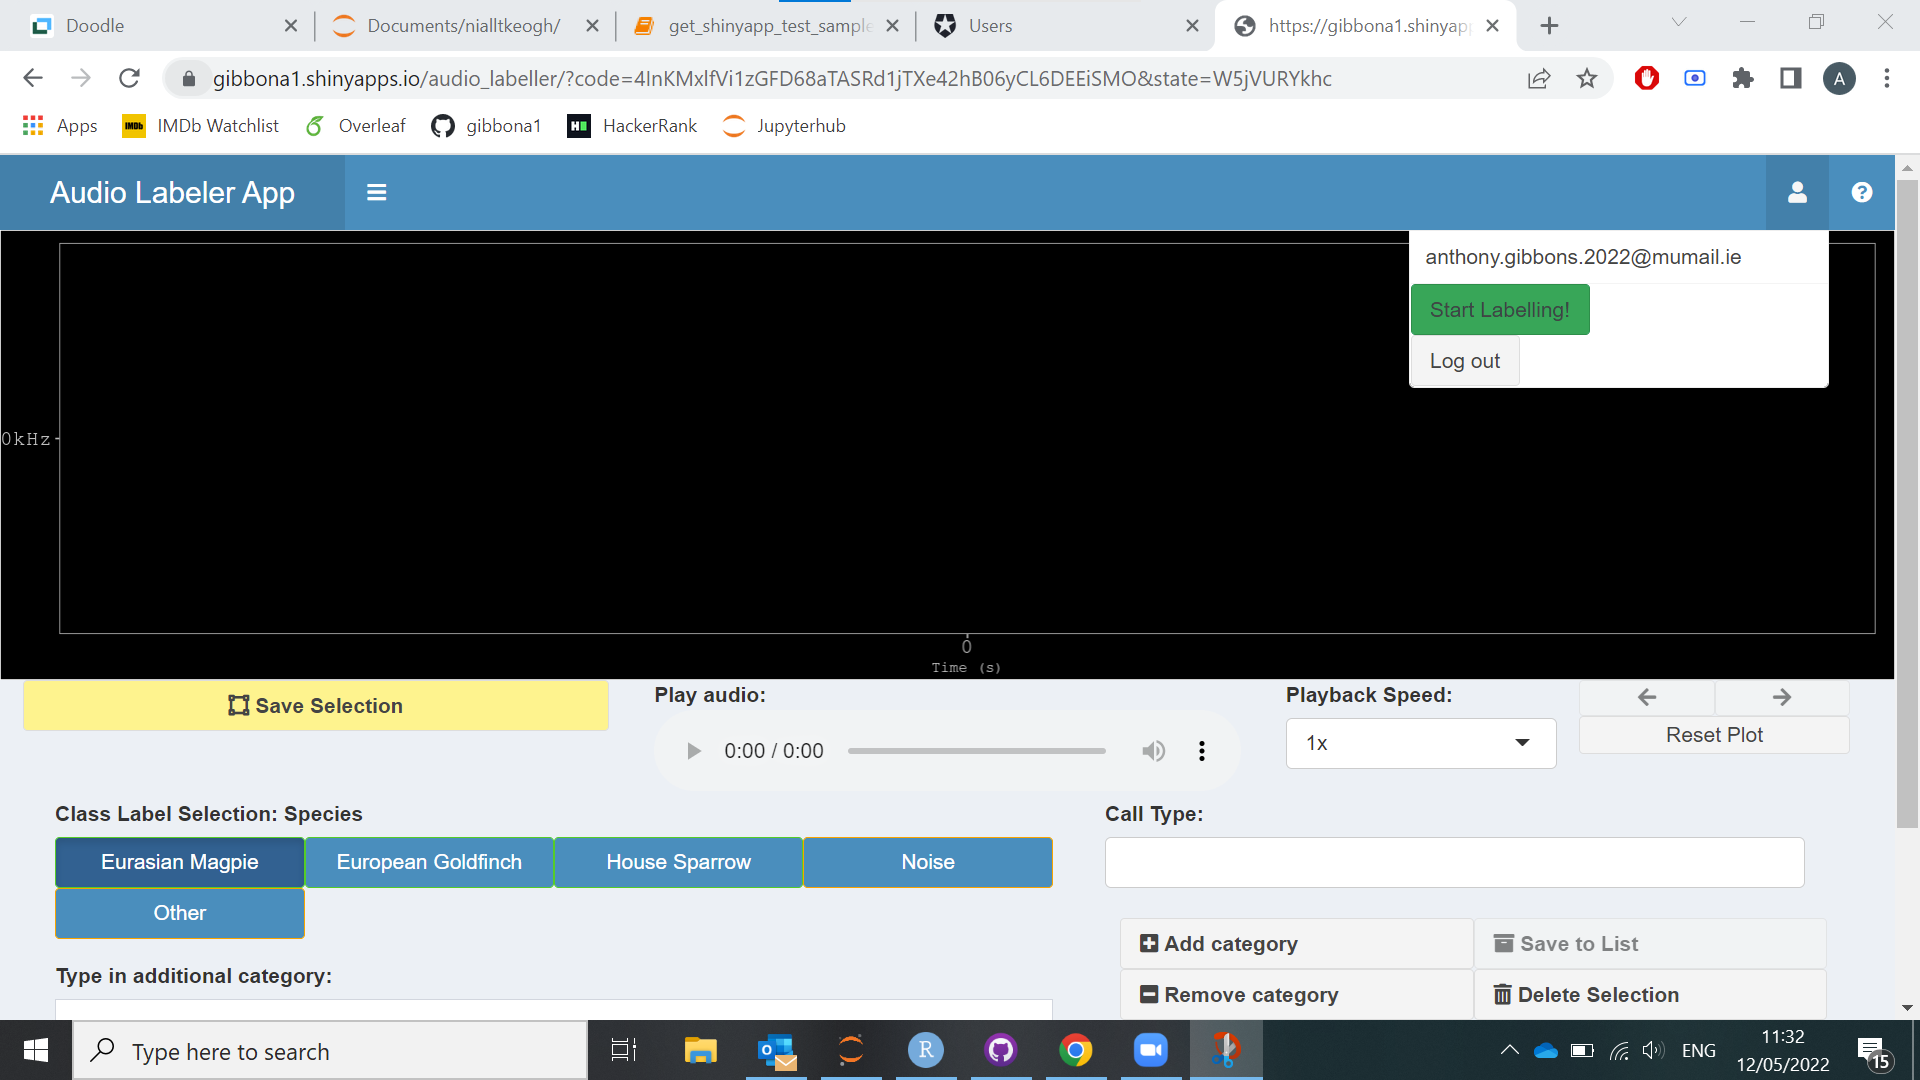 Doodle
Documents/nialltkeogh/
get_shinyapp_test_sample
Users
https://gibbona1.shinyapp
gibbona1.shinyapps.io/audio_labeller/?code=4InKMxlfVi1zGFD68aTASRd1jTXe42hB06yCL6DEEiSMO&state=W5jVURYkhc
A
Apps
IMDb IMDb Watchlist
Overleaf
gibbona1
H HackerRank
Jupyterhub
Audio Labeler App
anthony.gibbons.2022@mumail.ie
Start Labelling!
Log out
0kHz
0
Time (s)
Save Selection
Play audio:
0:00 / 0:00
Playback Speed:
1x
Reset Plot
Class Label Selection: Species
Eurasian Magpie
European Goldfinch
House Sparrow
Noise
Other
Call Type:
Add category
Save to List
Remove category
Delete Selection
Type in additional category:
Type here to search
R
ENG
11:32
12/05/2022
15